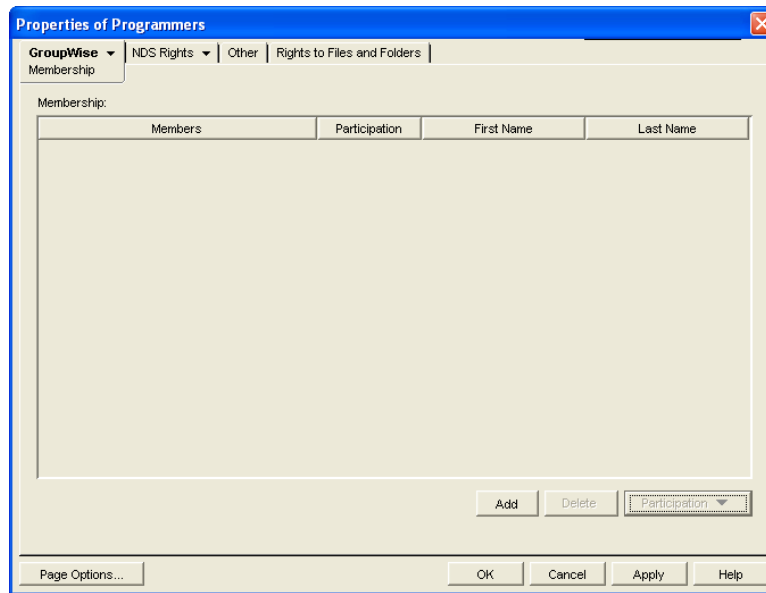 Properties of Programmers
GroupWise NDS Rights Other Rights to Files and Folders
Membership
Membership:
Members Participation First Name Last Name
Add Delete Participation
Page Options... OK Cancel Apply Help